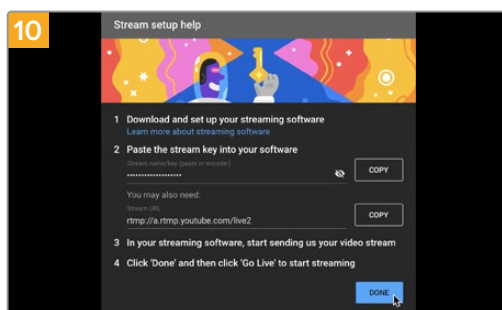 10
Stream setup help
1 Download and set up your streaming software
Learn more about streaming software
2 Paste the stream key into your software
Stream name/key (paste in encoder)
••••••••••••••••••••
COPY
You may also need:
Stream URL
rtmp://a.rtmp.youtube.com/live2
COPY
3 In your streaming software, start sending us your video stream
4 Click 'Done' and then click 'Go Live' to start streaming
DONE